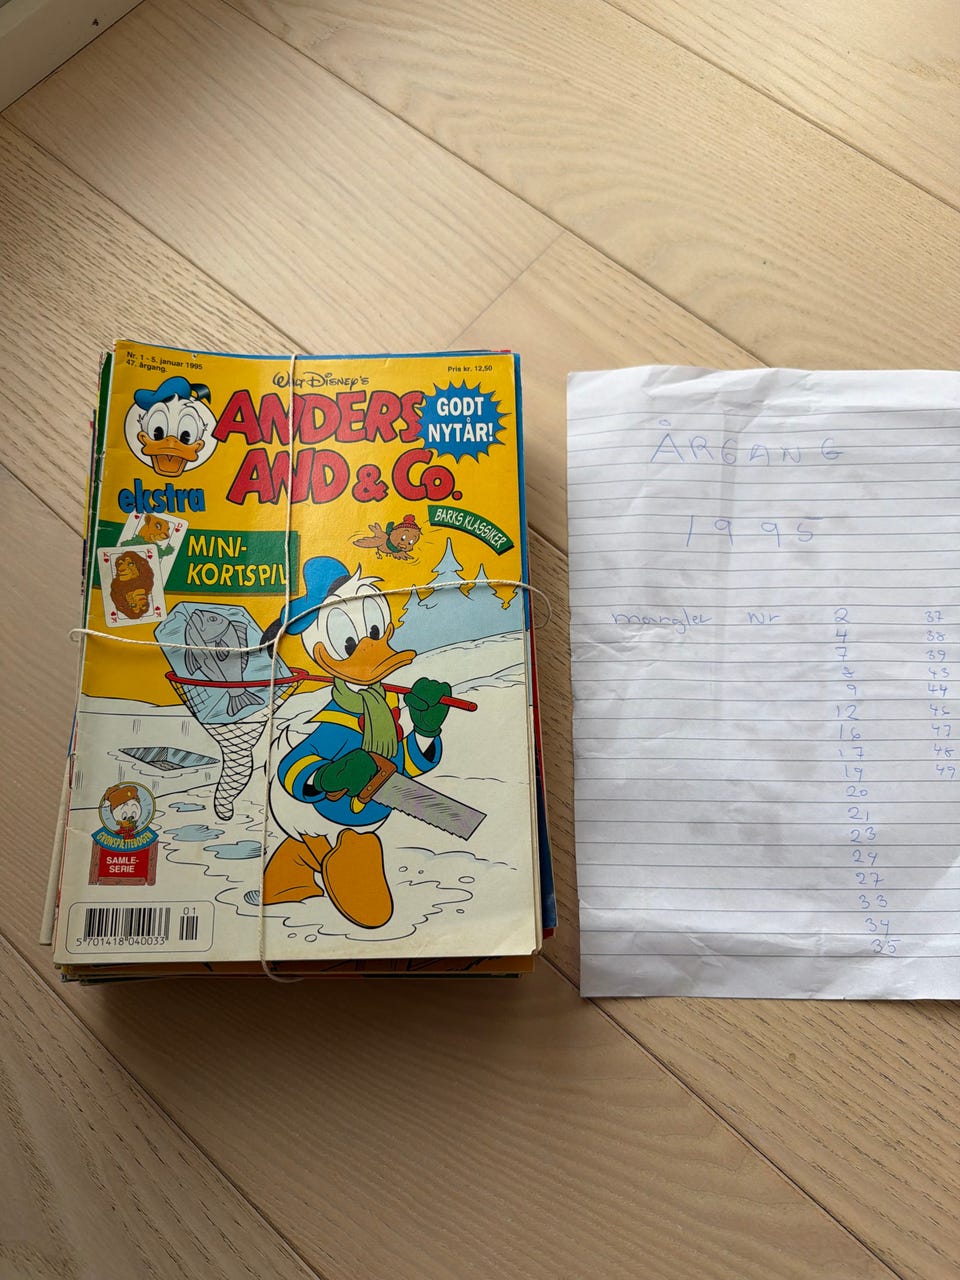 Nr. 1 - 5. januar 1995
47. årgang.
Pris kr. 12,50
WALT DISNEY'S
ANDERS
AND & Co.
GODT
NYTÅR!
ekstra
BARKS KLASSIKER
MINI-
KORTSPIL
GRØNSPÆTTEBOGEN
SAMLE-
SERIE
01
5 701418 040033
ÅRGANG
1995
mangler Nr 2 37
4 38
7 39
8 43
9 44
12 46
16 47
17 48
19 49
20
21
23
24
27
33
34
35